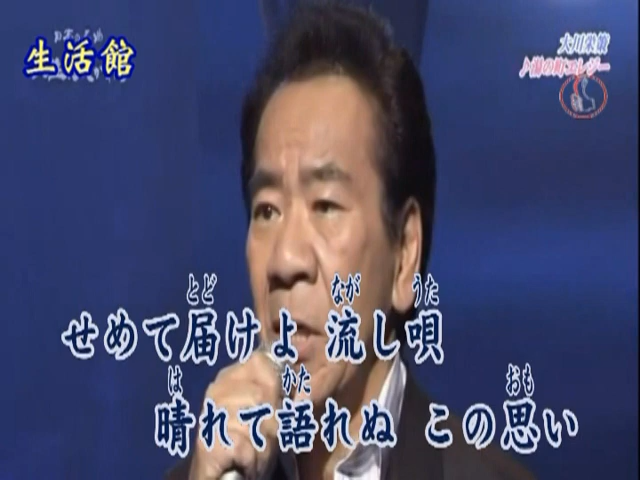 生活館
大川栄策
♪湯の町エレジー
せめて届けよ 流し唄
晴れて語れぬ この思い
とど
なが
うた
は
かた
おも